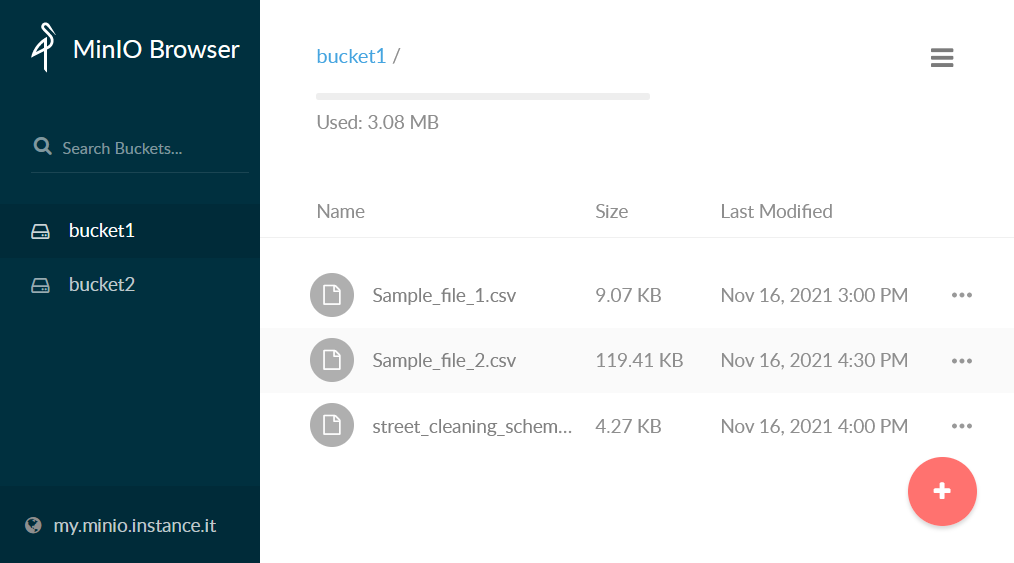 MinIO Browser
Search Buckets...
bucket1
bucket2
my.minio.instance.it
bucket1 /
Used: 3.08 MB
Name Size Last Modified
Sample_file_1.csv 9.07 KB Nov 16, 2021 3:00 PM
Sample_file_2.csv 119.41 KB Nov 16, 2021 4:30 PM
street_cleaning_schem... 4.27 KB Nov 16, 2021 4:00 PM